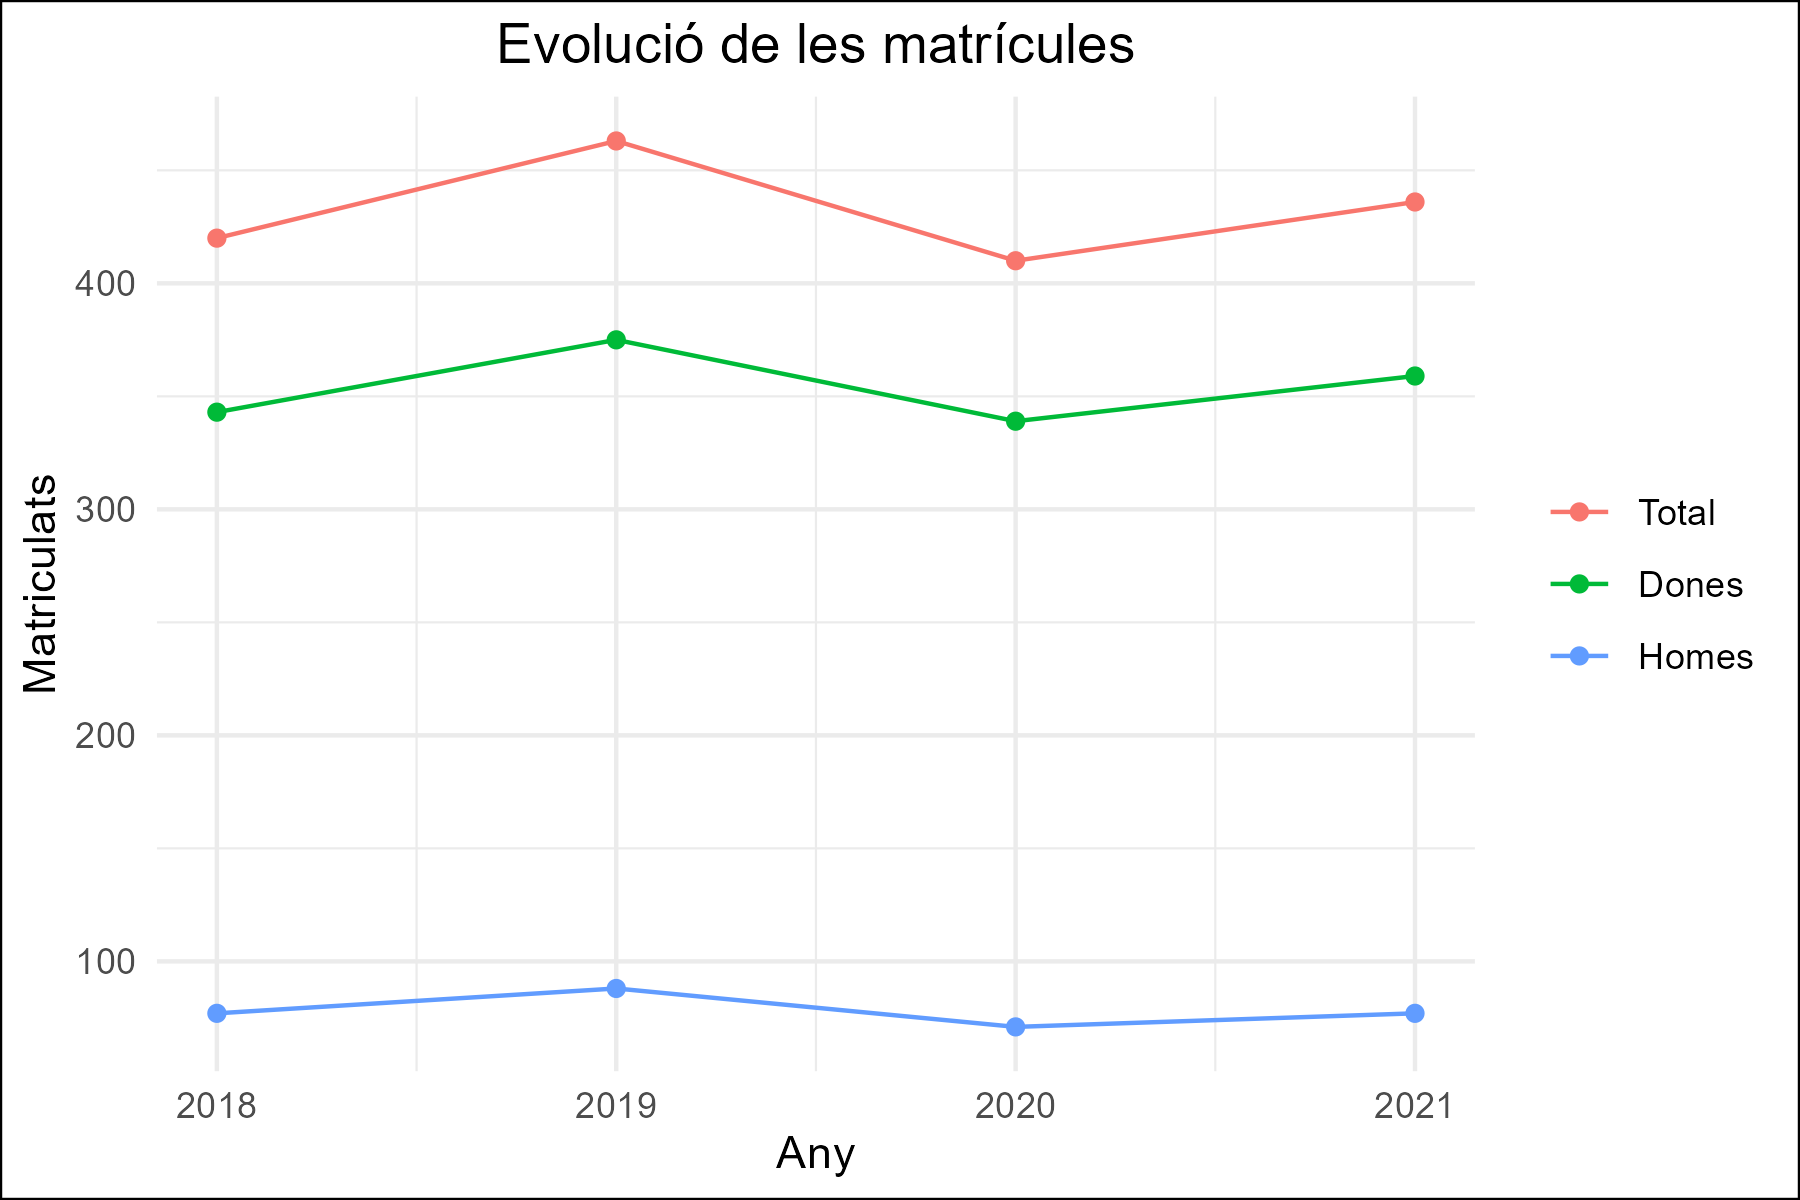 Evolució de les matrícules
Matriculats
400
300
200
100
2018
2019
2020
2021
Any
Total
Dones
Homes